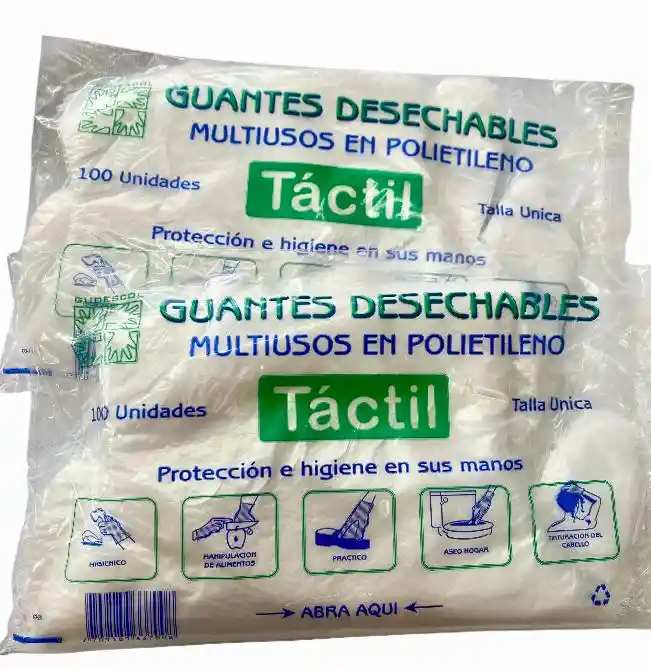 GUANTES DESECHABLES
MULTIUSOS EN POLIETILENO
100 Unidades
Táctil
Talla Unica
Protección e higiene en sus manos
GUDESCOL
GUANTES DESECHABLES
MULTIUSOS EN POLIETILENO
100 Unidades
Táctil
Talla Unica
Protección e higiene en sus manos
HIGIENICO
MANIPULACION
DE ALIMENTOS
PRACTICO
ASEO HOGAR
TINTURACION DEL
CABELLO
ABRA AQUI